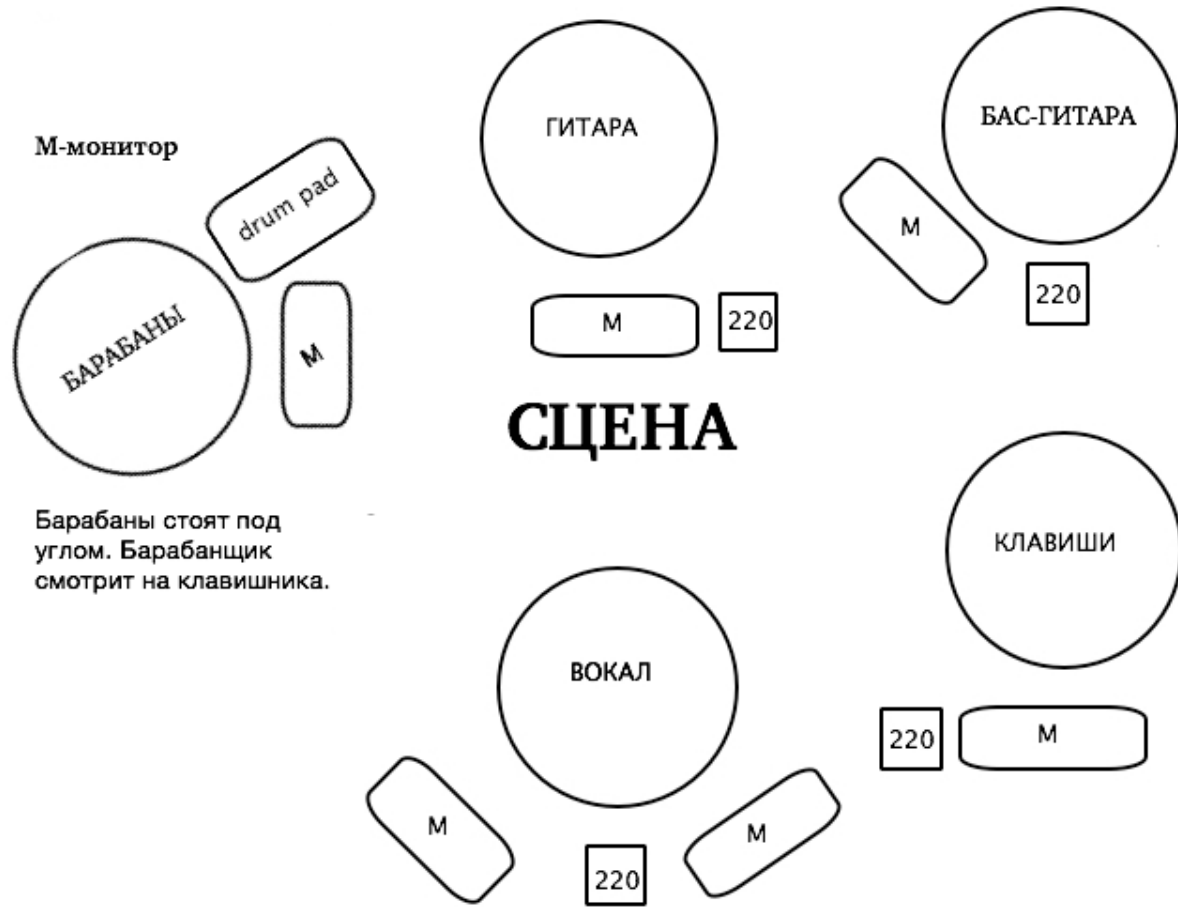 ГИТАРА
БАС-ГИТАРА
М-монитор
drum pad
М
220
БАРАБАНЫ
М
М
220
СЦЕНА
Барабаны стоят под
углом. Барабанщик
смотрит на клавишника.
КЛАВИШИ
ВОКАЛ
220
М
М
М
220